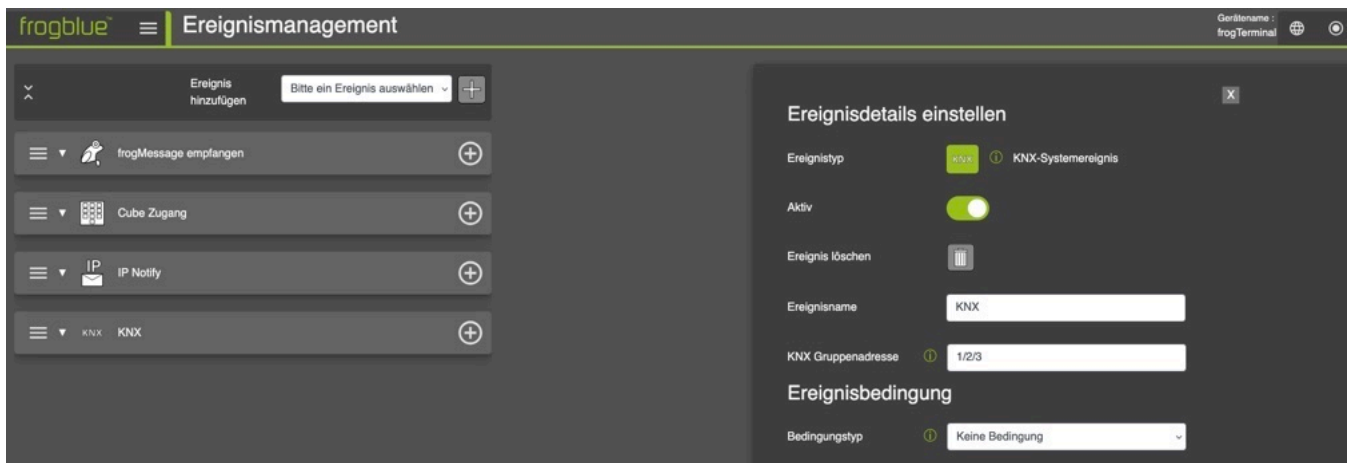 frogblue™
Ereignismanagement
Gerätename :
frogTerminal
Ereignis
hinzufügen
Bitte ein Ereignis auswählen
frogMessage empfangen
Cube Zugang
IP
IP Notify
KNX KNX
X
Ereignisdetails einstellen
Ereignistyp
KNX
KNX-Systemereignis
Aktiv
Ereignis löschen
Ereignisname
KNX
KNX Gruppenadresse
1/2/3
Ereignisbedingung
Bedingungstyp
Keine Bedingung